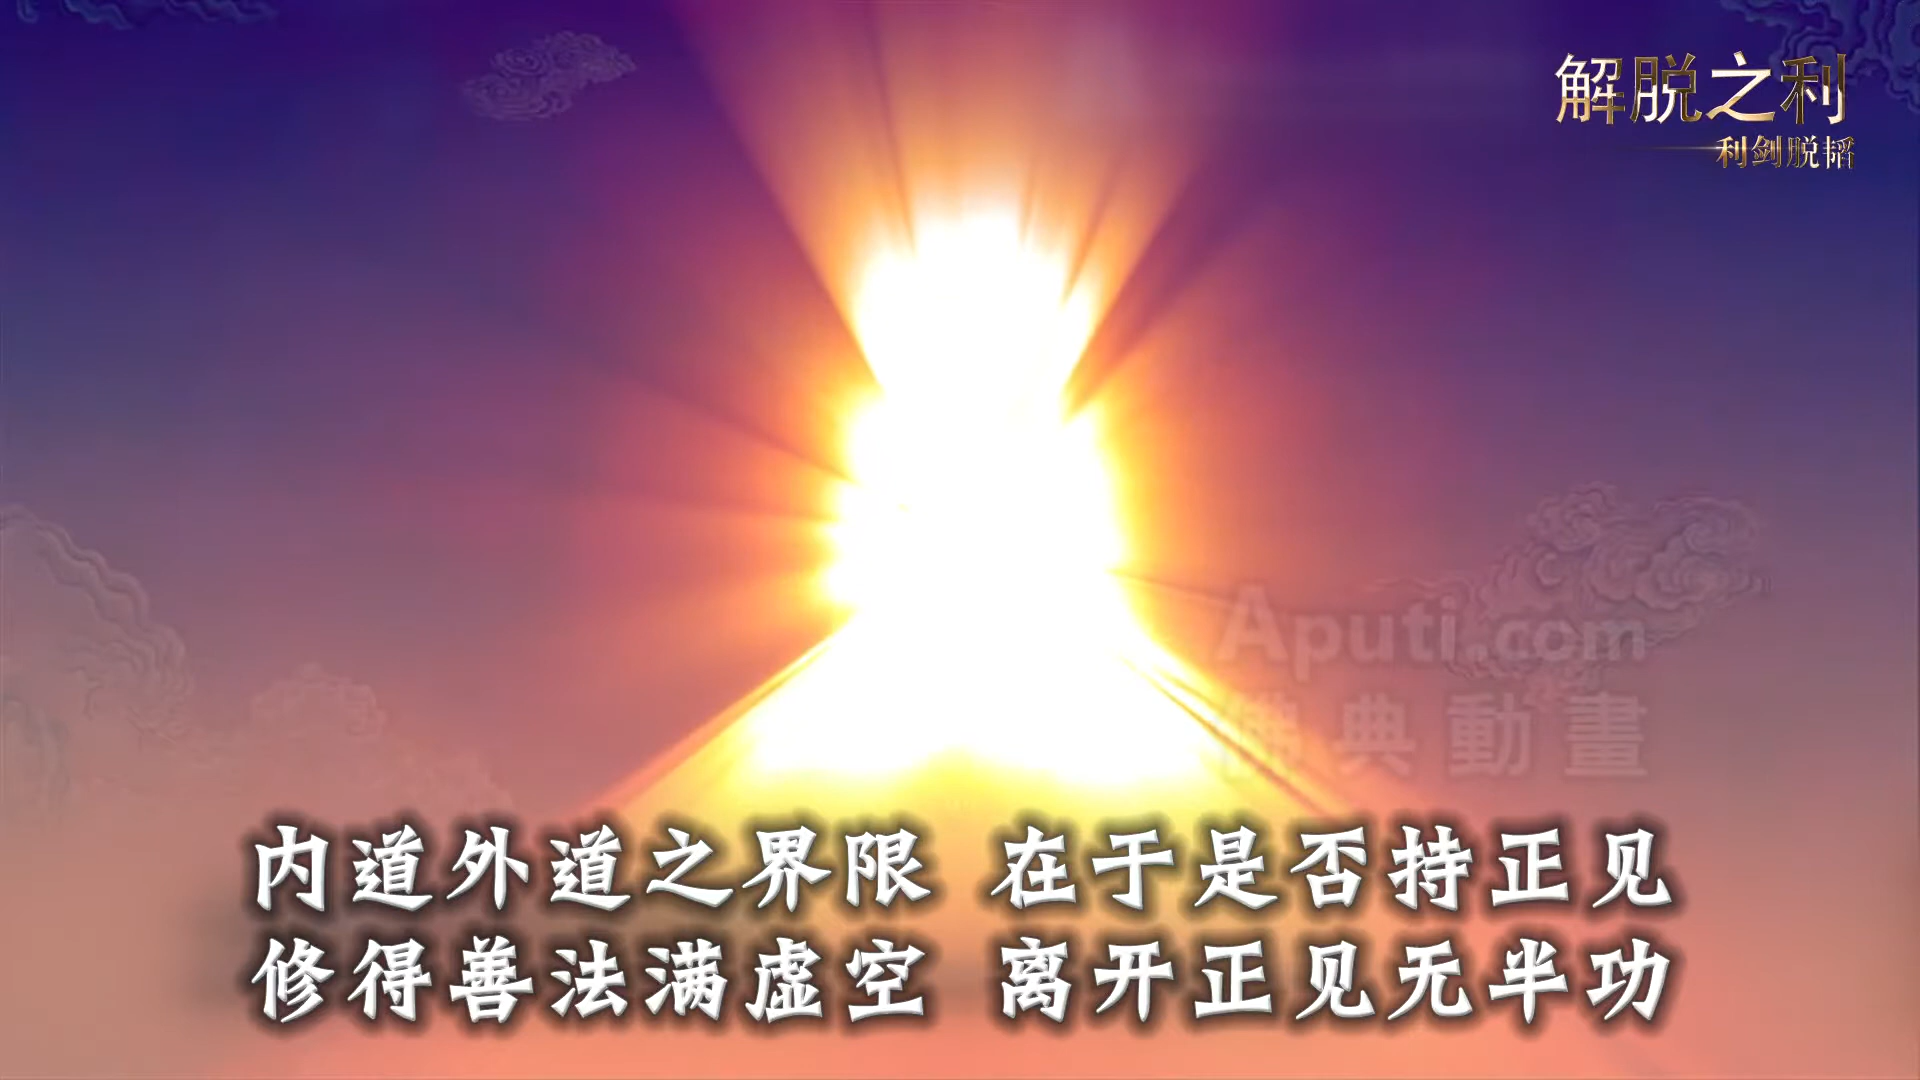 解脱之利
利剑脱韬
Aputi.com
佛典動畫
内道外道之界限 在于是否持正见
修得善法满虚空 离开正见无半功